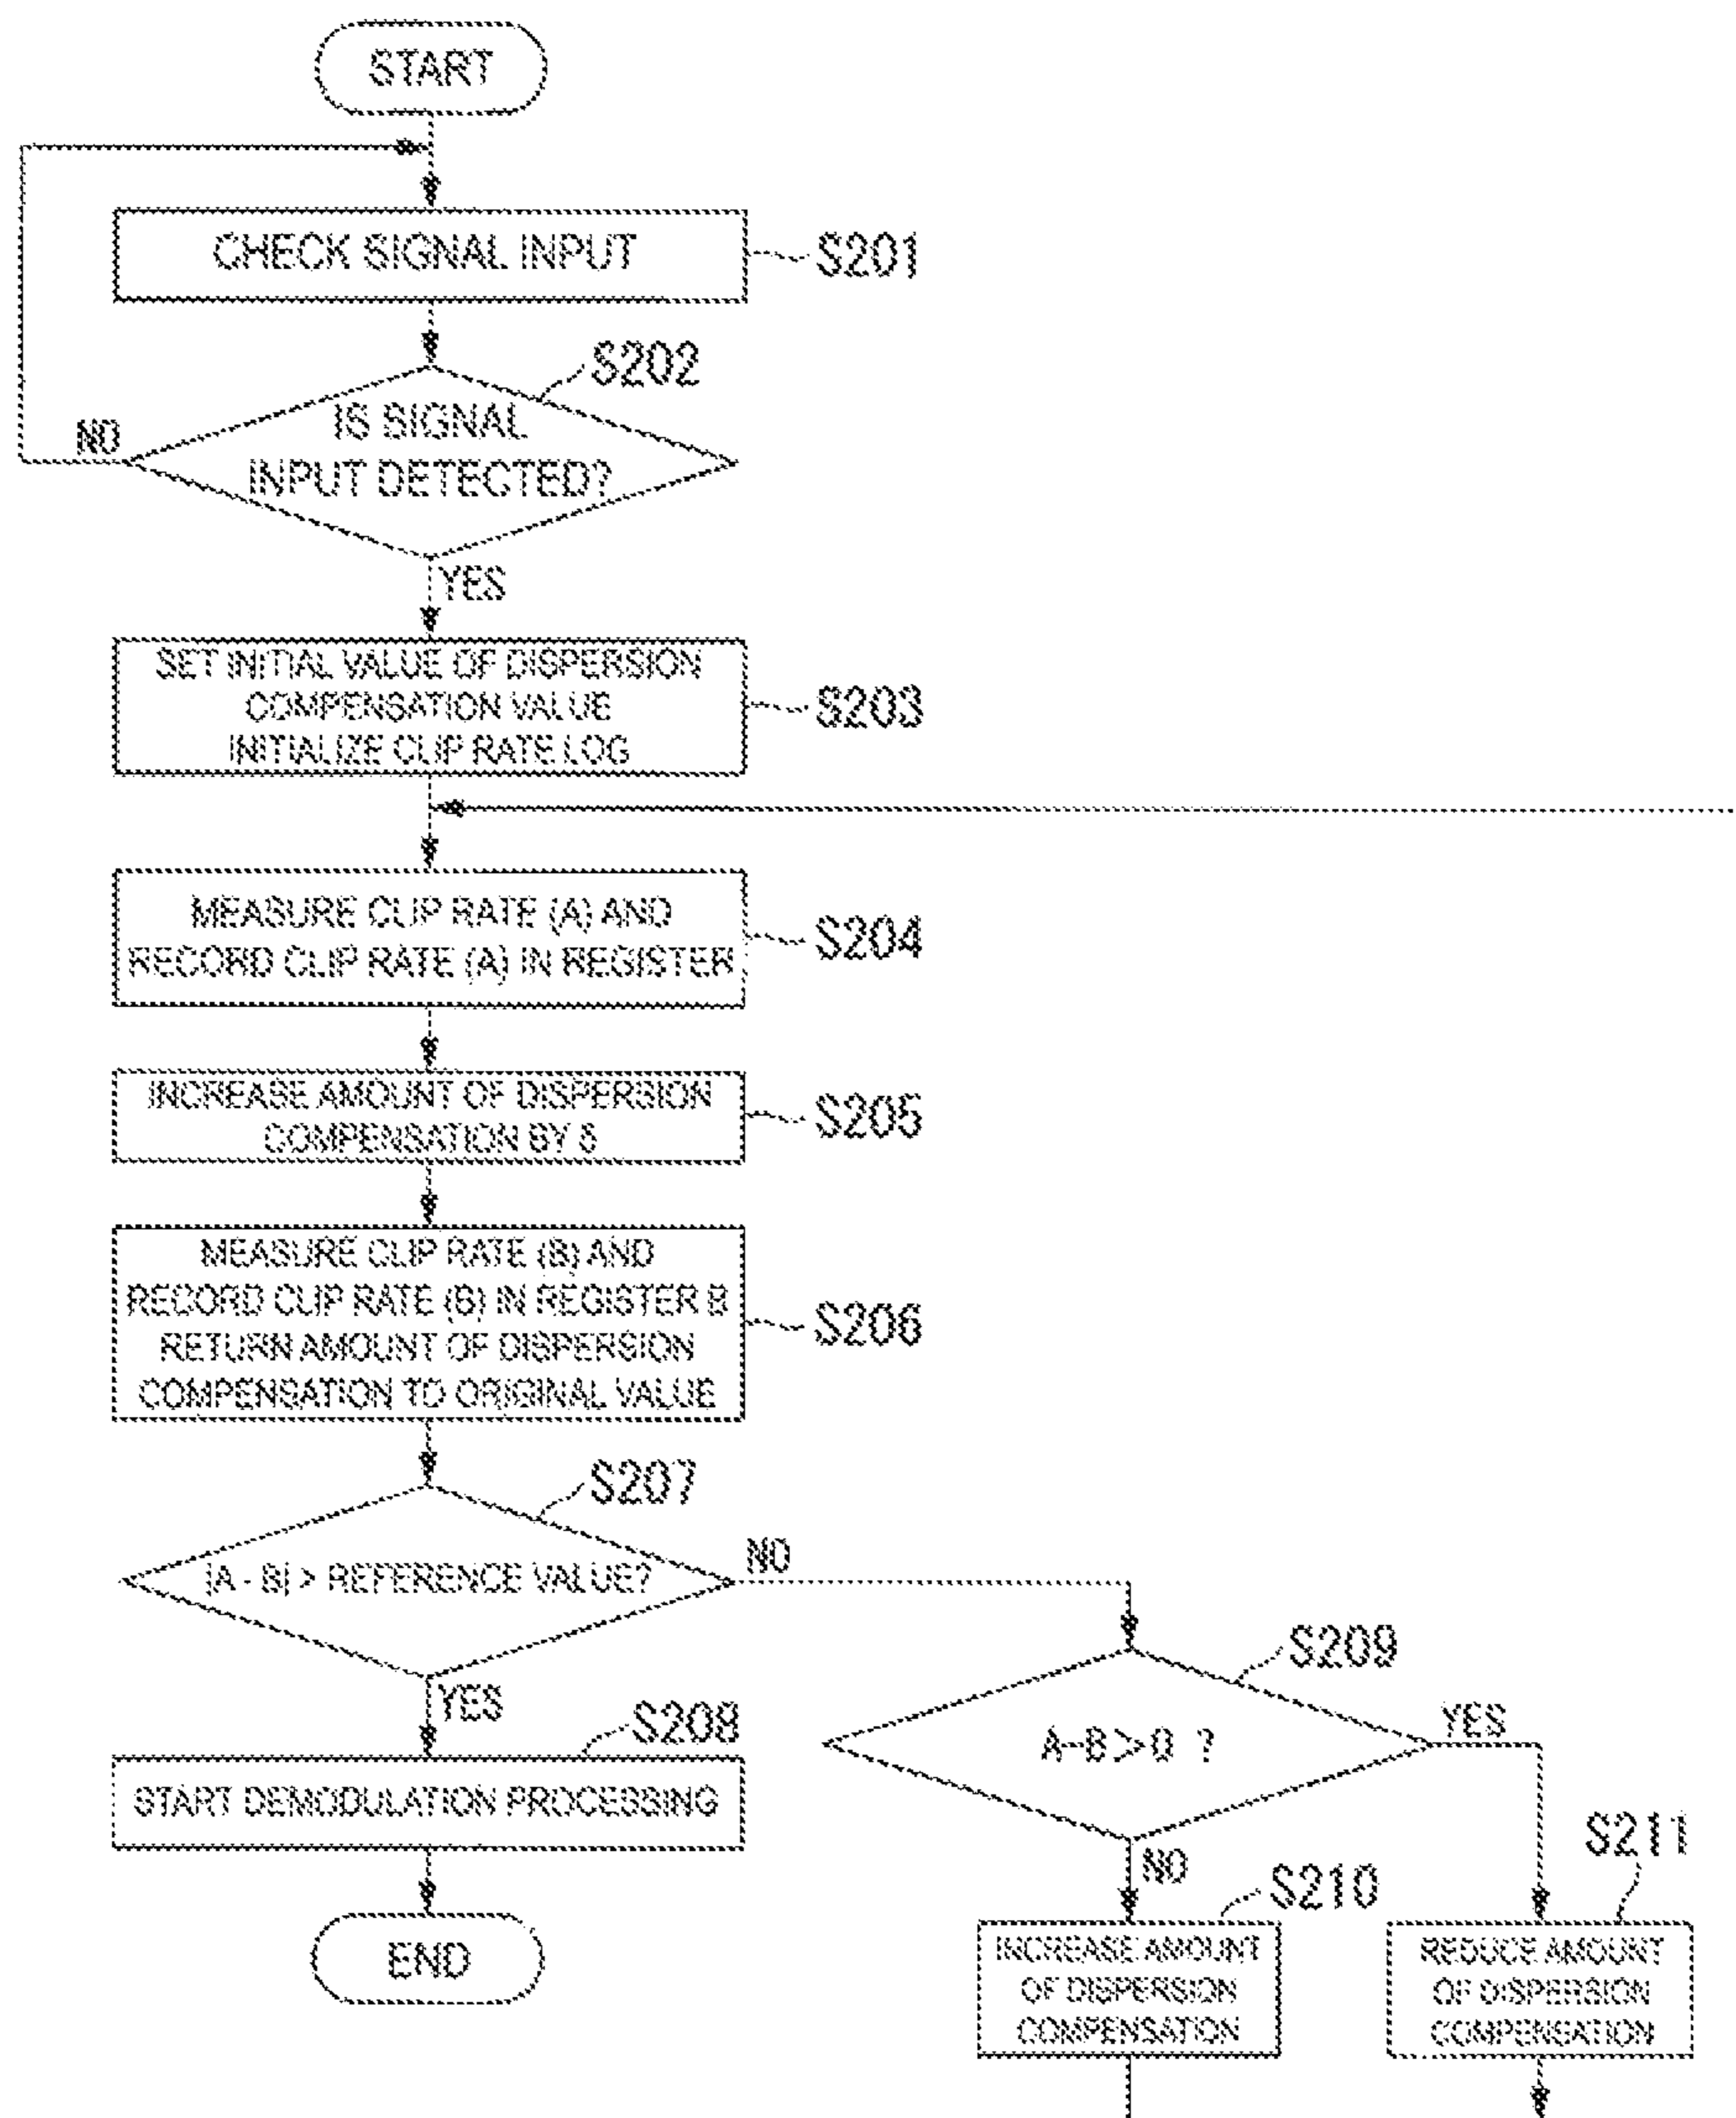 START
CHECK SIGNAL INPUT
S201
S202
IS SIGNAL
INPUT DETECTED?
NO
YES
SET INITIAL VALUE OF DISPERSION
COMPENSATION VALUE
INITIALIZE CLIP RATE LOG
S203
MEASURE CLIP RATE (A) AND
RECORD CLIP RATE (A) IN REGISTER
S204
INCREASE AMOUNT OF DISPERSION
COMPENSATION BY δ
S205
MEASURE CLIP RATE (B) AND
RECORD CLIP RATE (B) IN REGISTER B
RETURN AMOUNT OF DISPERSION
COMPENSATION TO ORIGINAL VALUE
S206
S207
|A - B| > REFERENCE VALUE?
NO
YES
S208
START DEMODULATION PROCESSING
END
S209
A-B>0 ?
YES
NO
S210
INCREASE AMOUNT
OF DISPERSION
COMPENSATION
S211
REDUCE AMOUNT
OF DISPERSION
COMPENSATION